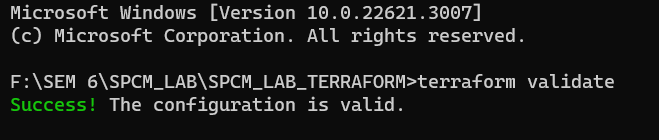 Microsoft Windows [Version 10.0.22621.3007]
(c) Microsoft Corporation. All rights reserved.
F:\SEM 6\SPCM_LAB\SPCM_LAB_TERRAFORM>terraform validate
Success! The configuration is valid.